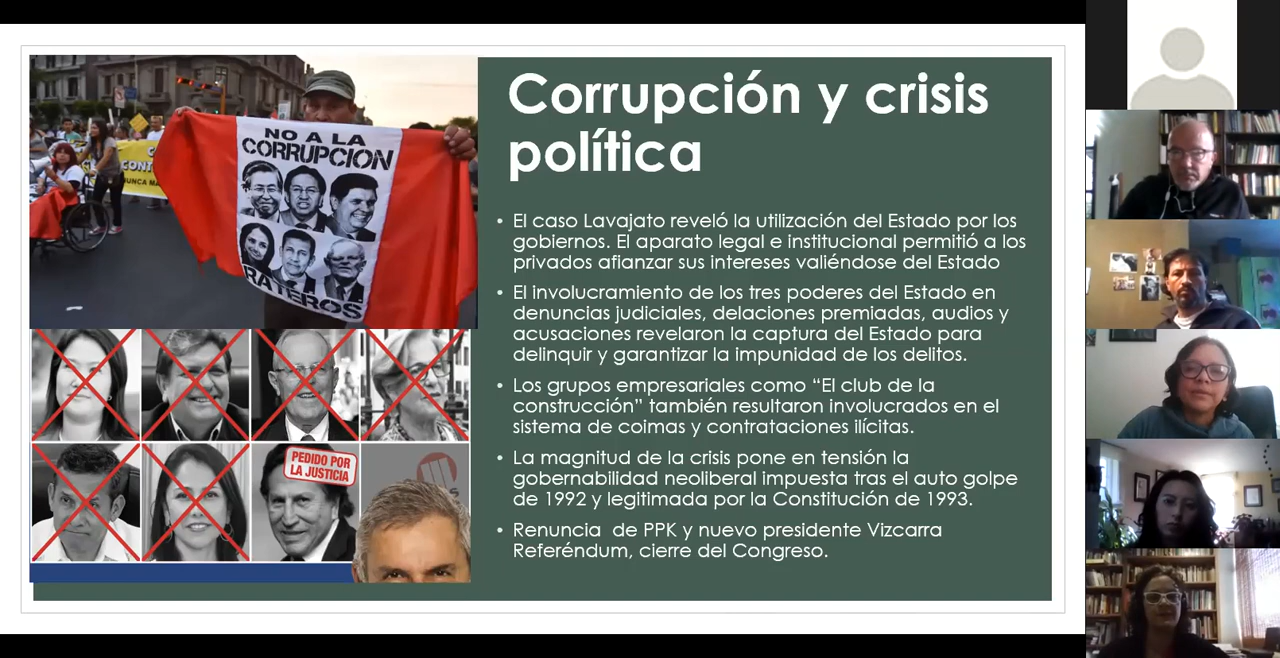 Corrupción y crisis
política
• El caso Lavajato reveló la utilización del Estado por los
gobiernos. El aparato legal e institucional permitió a los
privados afianzar sus intereses valiéndose del Estado
• El involucramiento de los tres poderes del Estado en
denuncias judiciales, delaciones premiadas, audios y
acusaciones revelaron la captura del Estado para
delinquir y garantizar la impunidad de los delitos.
• Los grupos empresariales como “El club de la
construcción” también resultaron involucrados en el
sistema de coimas y contrataciones ilícitas.
• La magnitud de la crisis pone en tensión la
gobernabilidad neoliberal impuesta tras el auto golpe
de 1992 y legitimada por la Constitución de 1993.
• Renuncia  de PPK y nuevo presidente Vizcarra
Referéndum, cierre del Congreso.
NO A LA
CORRUPCION
RATEROS
PEDIDO POR
LA JUSTICIA